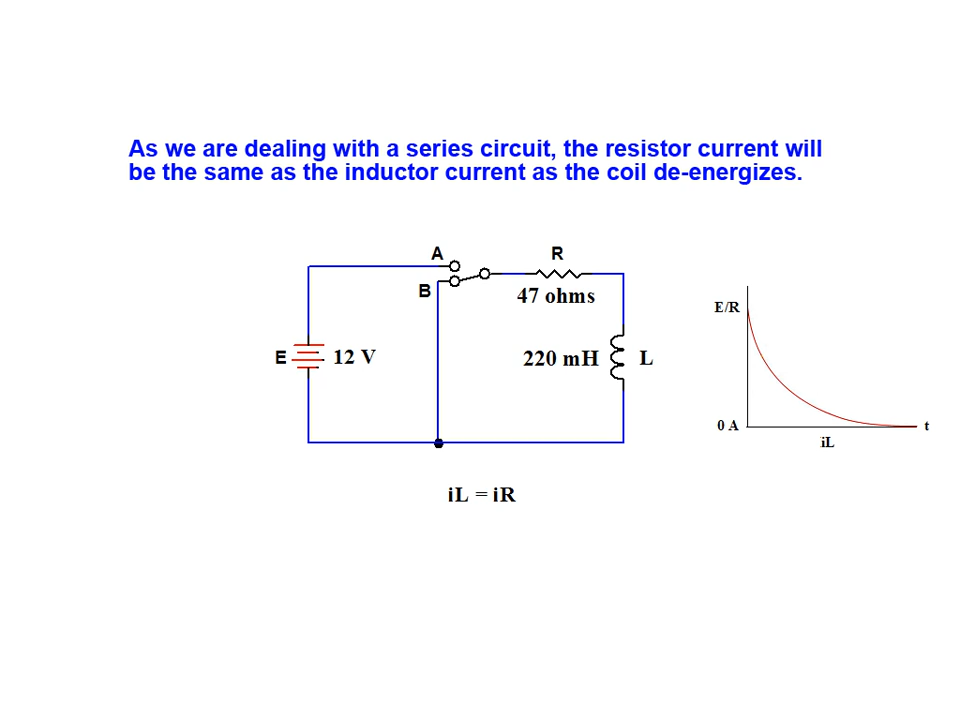 As we are dealing with a series circuit, the resistor current will
be the same as the inductor current as the coil de-energizes.
A
R
B
47 ohms
E
12 V
220 mH
L
E/R
0 A
t
iL
iL = iR